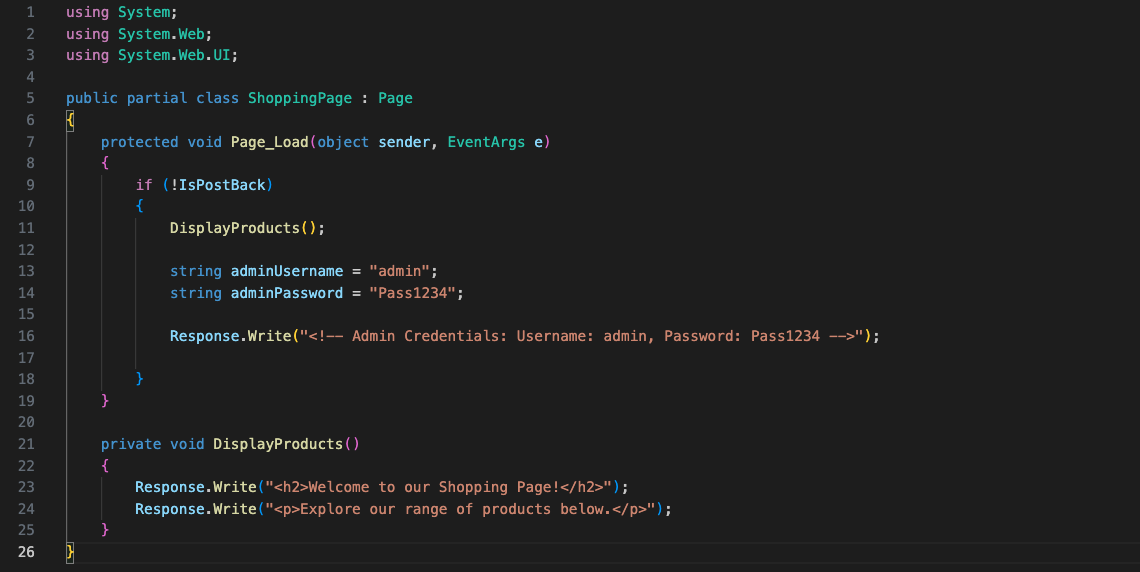 1 using System;
2 using System.Web;
3 using System.Web.UI;
4
5 public partial class ShoppingPage : Page
6 {
7     protected void Page_Load(object sender, EventArgs e)
8     {
9         if (!IsPostBack)
10         {
11             DisplayProducts();
12
13             string adminUsername = "admin";
14             string adminPassword = "Pass1234";
15
16             Response.Write("<!-- Admin Credentials: Username: admin, Password: Pass1234 -->");
17
18         }
19     }
20
21     private void DisplayProducts()
22     {
23         Response.Write("<h2>Welcome to our Shopping Page!</h2>");
24         Response.Write("<p>Explore our range of products below.</p>");
25     }
26 }